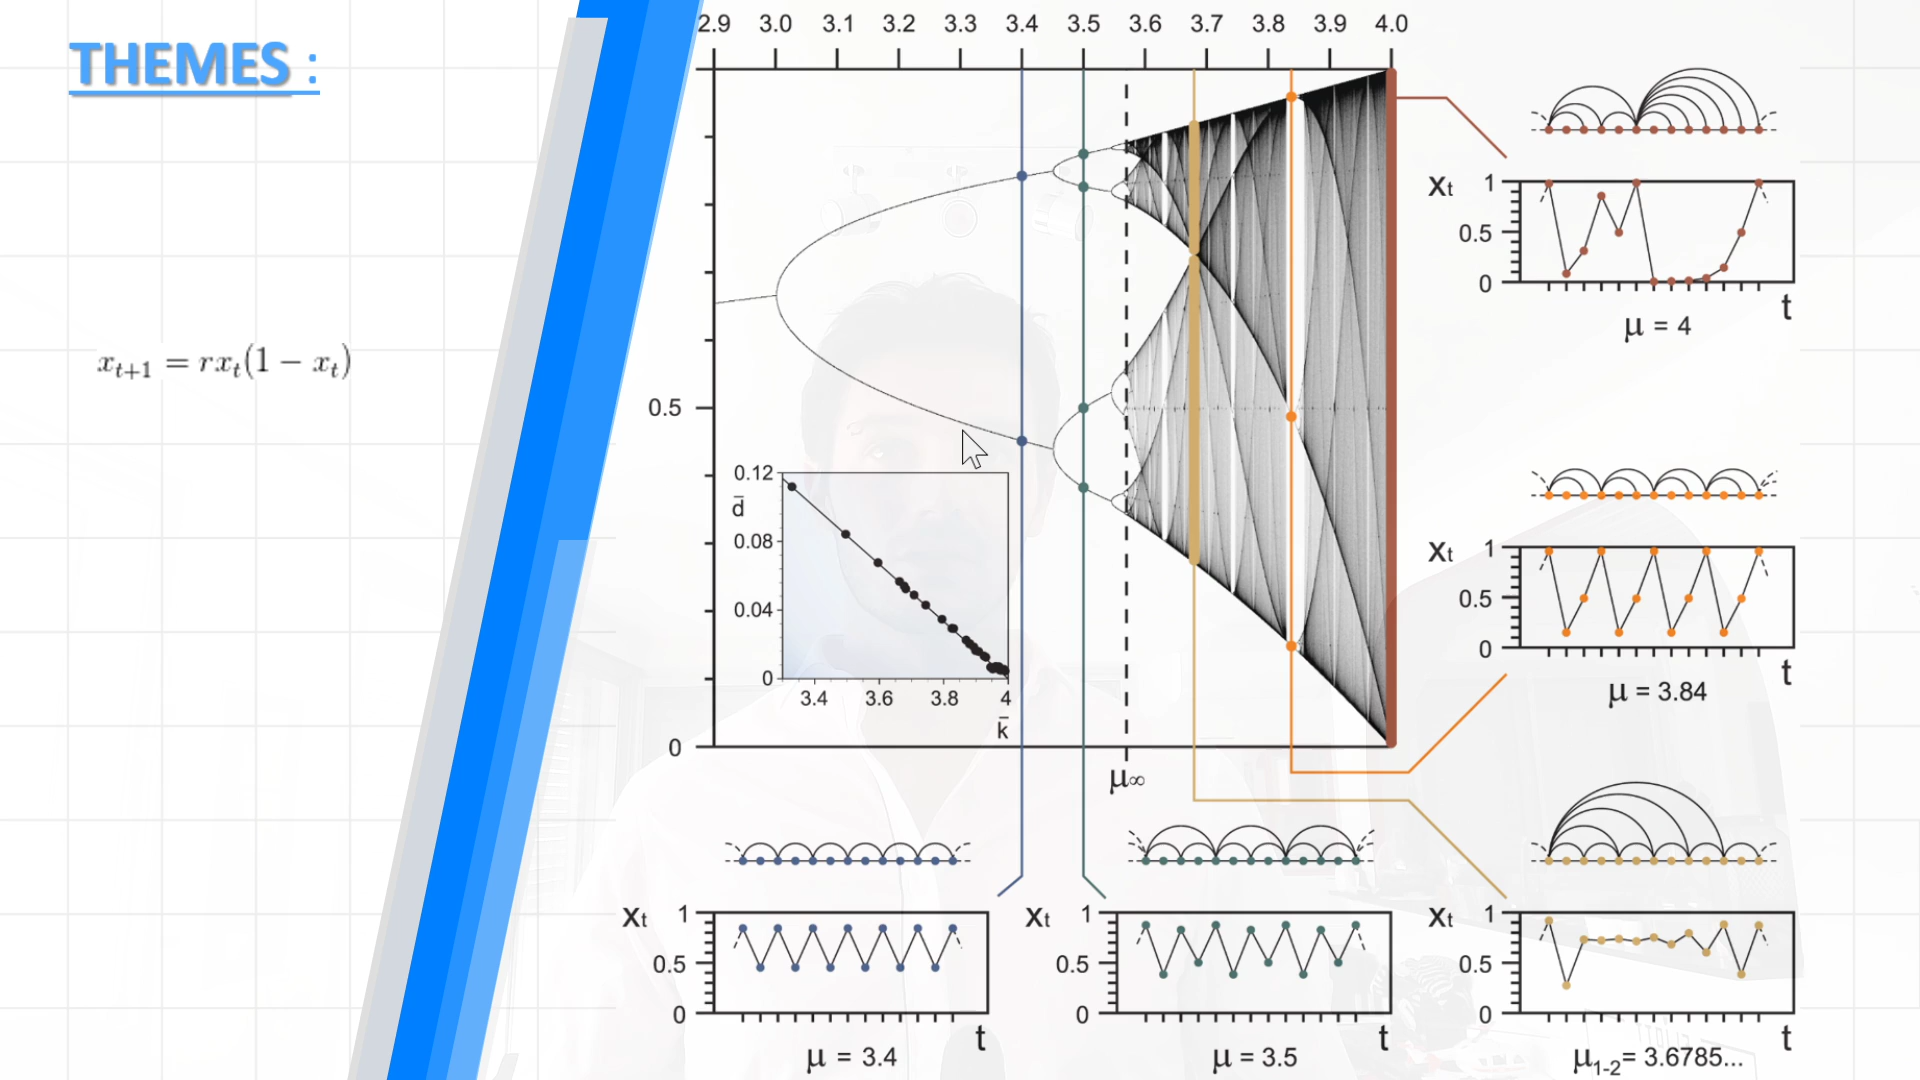 THEMES :
x_{t+1} = rx_t(1 − x_t)
2.9 3.0 3.1 3.2 3.3 3.4 3.5 3.6 3.7 3.8 3.9 4.0
0.5
0
μ∞
0.12
d̄
0.08
0.04
0
3.4 3.6 3.8 4
k̄
Xt 1
0.5
0
t
μ = 4
Xt 1
0.5
0
t
μ = 3.84
Xt 1
0.5
0
t
μ = 3.4
Xt 1
0.5
0
t
μ = 3.5
Xt 1
0.5
0
t
μ1-2= 3.6785...